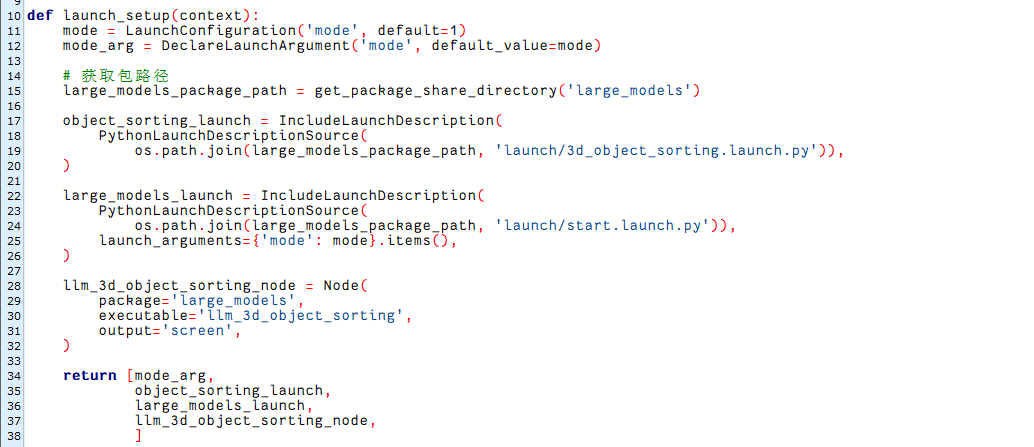 9
10 def launch_setup(context):
11     mode = LaunchConfiguration('mode', default=1)
12     mode_arg = DeclareLaunchArgument('mode', default_value=mode)
13
14     # 获取包路径
15     large_models_package_path = get_package_share_directory('large_models')
16
17     object_sorting_launch = IncludeLaunchDescription(
18         PythonLaunchDescriptionSource(
19             os.path.join(large_models_package_path, 'launch/3d_object_sorting.launch.py')),
20     )
21
22     large_models_launch = IncludeLaunchDescription(
23         PythonLaunchDescriptionSource(
24             os.path.join(large_models_package_path, 'launch/start.launch.py')),
25         launch_arguments={'mode': mode}.items(),
26     )
27
28     llm_3d_object_sorting_node = Node(
29         package='large_models',
30         executable='llm_3d_object_sorting',
31         output='screen',
32     )
33
34     return [mode_arg,
35             object_sorting_launch,
36             large_models_launch,
37             llm_3d_object_sorting_node,
38             ]